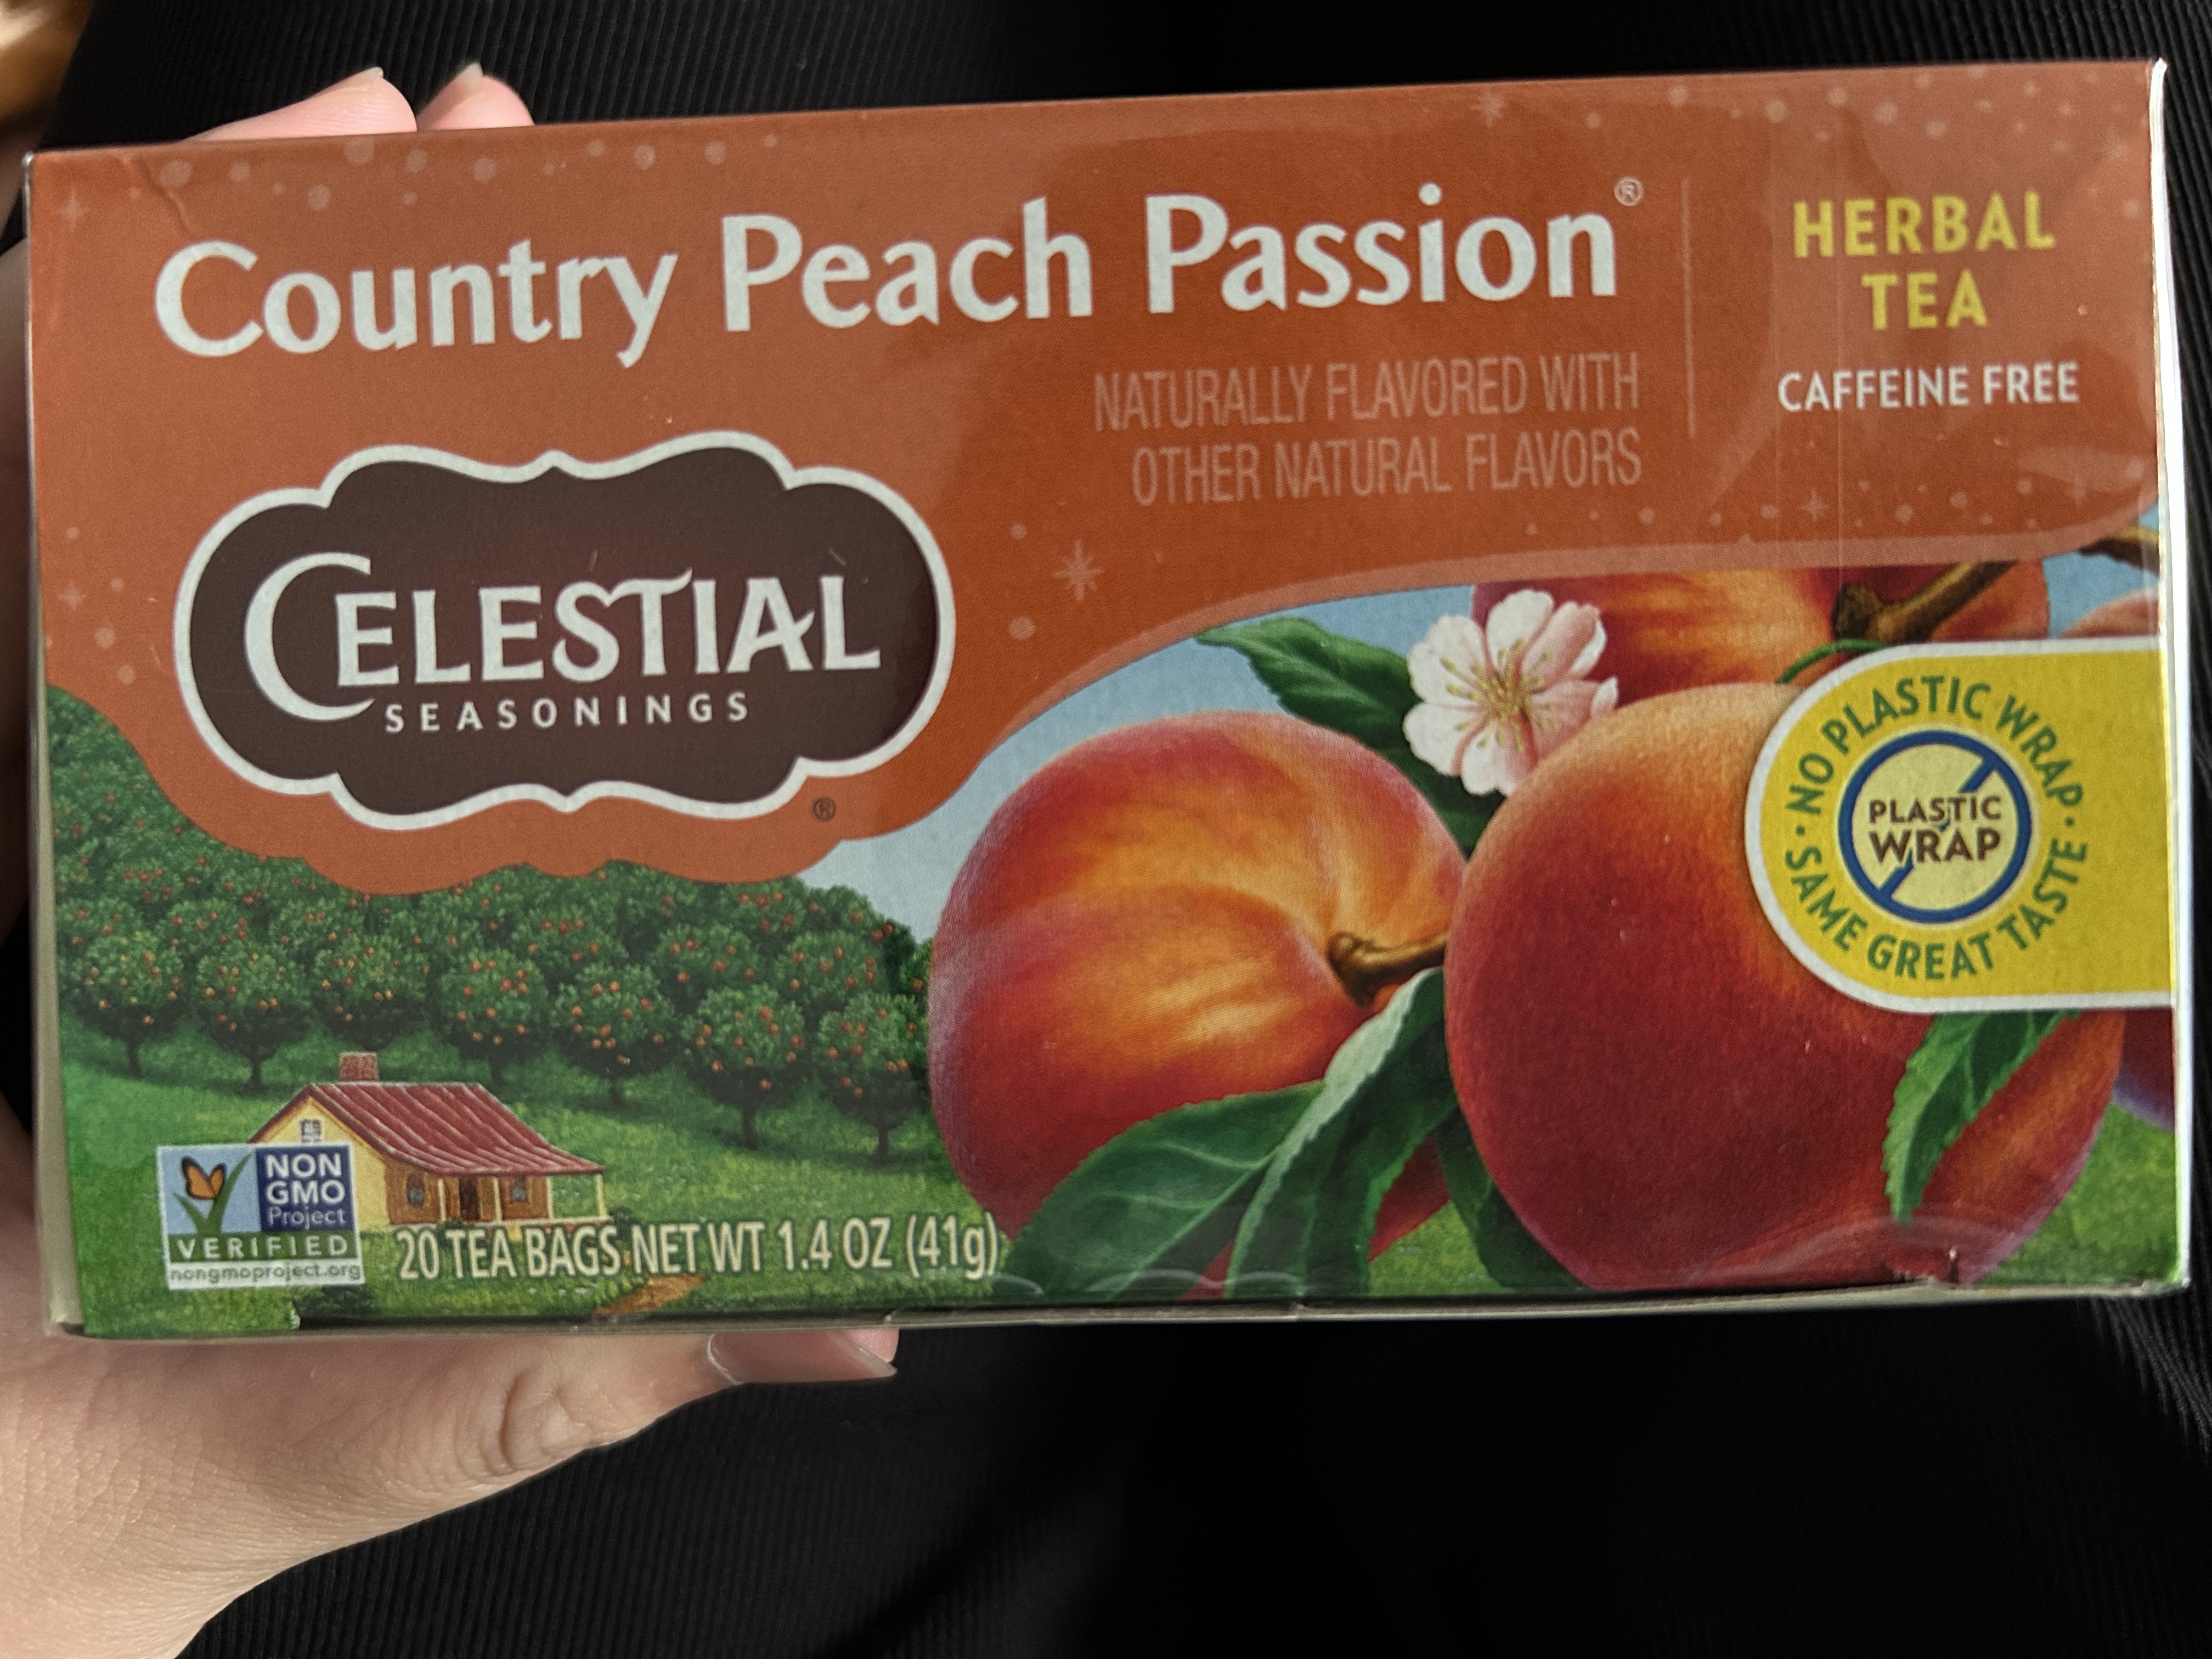 Country Peach Passion®
HERBAL
TEA
CAFFEINE FREE
NATURALLY FLAVORED WITH
OTHER NATURAL FLAVORS
CELESTIAL
SEASONINGS
®
· NO PLASTIC WRAP ·
PLASTIC
WRAP
SAME GREAT TASTE
NON
GMO
Project
VERIFIED
nongmoproject.org
20 TEA BAGS NET WT 1.4 OZ (41g)